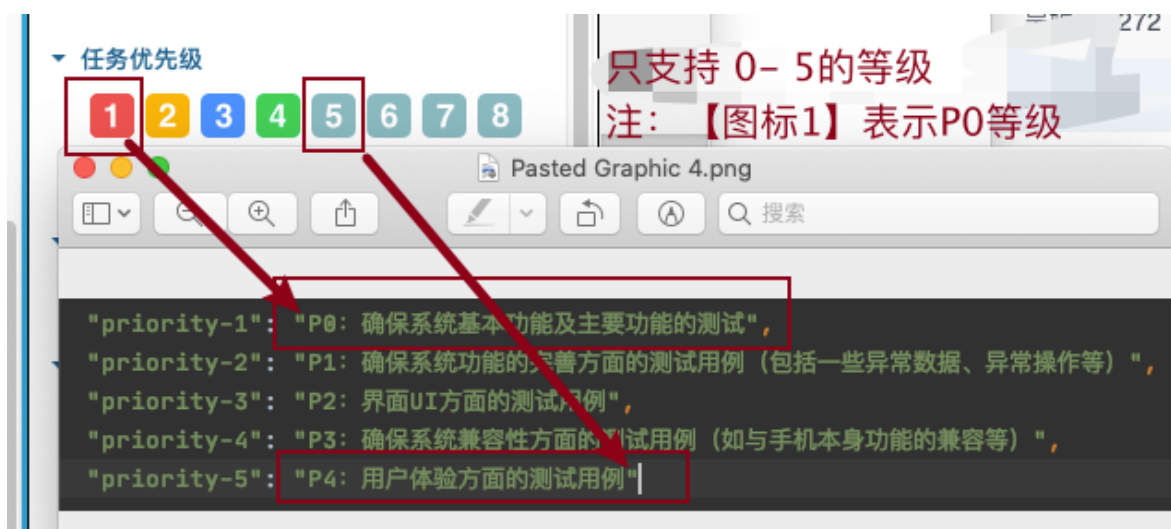 272
任务优先级
只支持 0- 5的等级
1 2 3 4 5 6 7 8
注：【图标1】表示P0等级
Pasted Graphic 4.png
搜索
"priority-1": "P0: 确保系统基本功能及主要功能的测试",
"priority-2": "P1: 确保系统功能的完善方面的测试用例（包括一些异常数据、异常操作等）",
"priority-3": "P2: 界面UI方面的测试用例",
"priority-4": "P3: 确保系统兼容性方面的测试用例（如与手机本身功能的兼容等）",
"priority-5": "P4: 用户体验方面的测试用例"